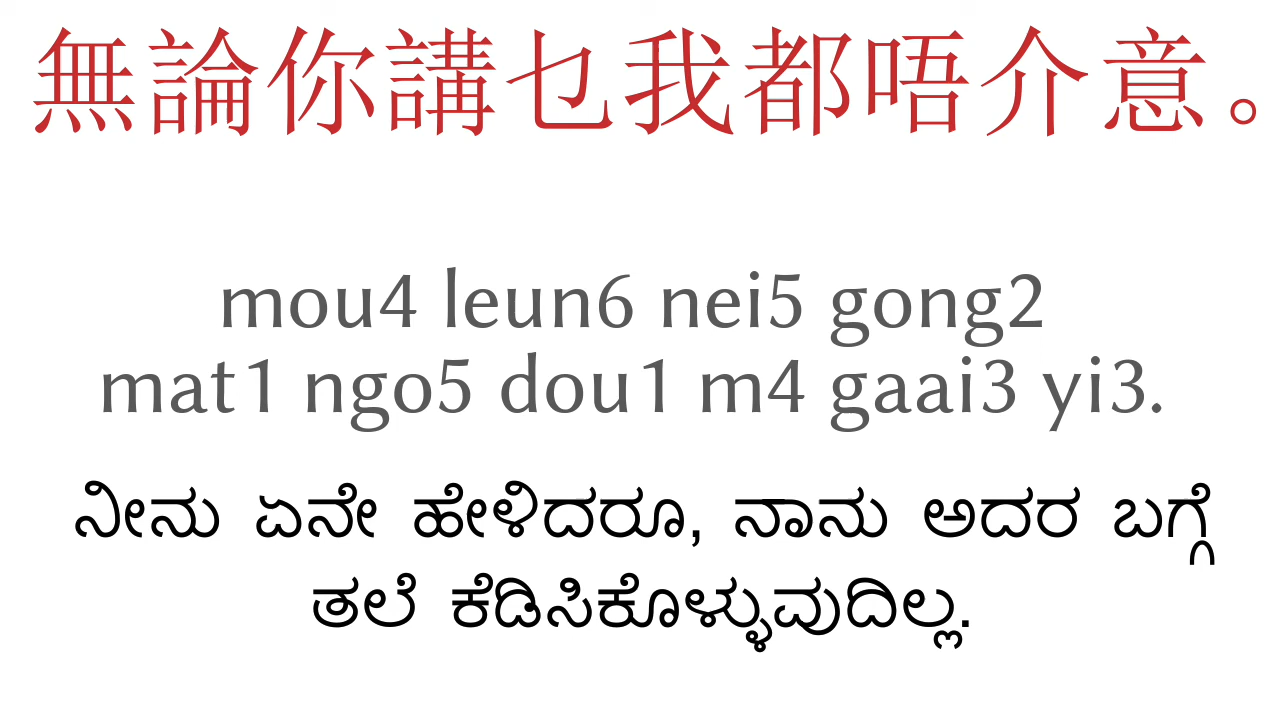 無論你講乜我都唔介意。
mou4 leun6 nei5 gong2
mat1 ngo5 dou1 m4 gaai3 yi3.
ನೀನು ಏನೇ ಹೇಳಿದರೂ, ನಾನು ಅದರ ಬಗ್ಗೆ
ತಲೆ ಕೆಡಿಸಿಕೊಳ್ಳುವುದಿಲ್ಲ.